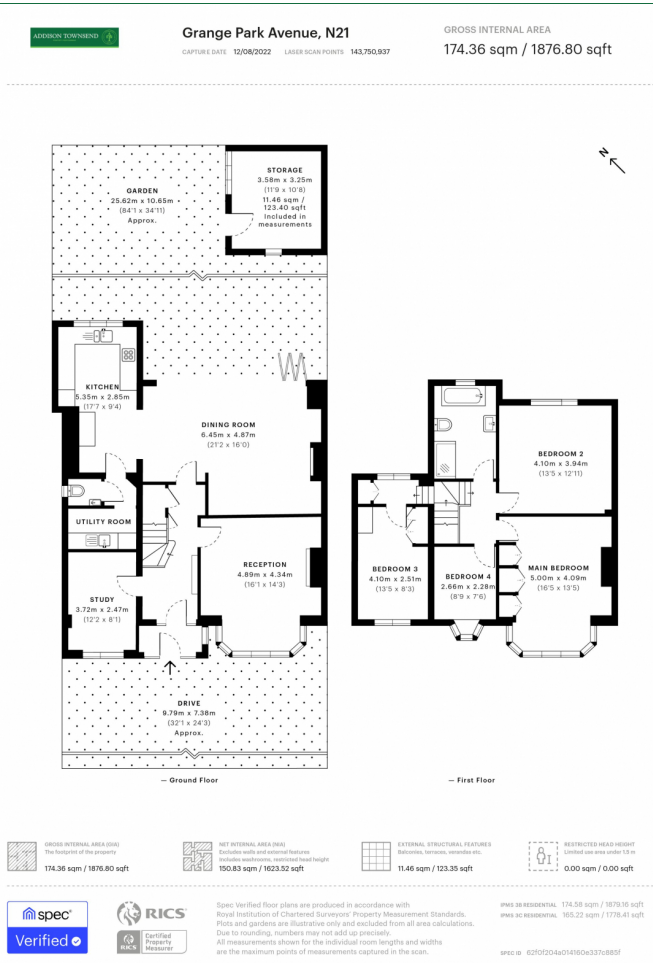 ADDISON TOWNSEND
Grange Park Avenue, N21
CAPTURE DATE 12/08/2022 LASER SCAN POINTS 143,750,937
GROSS INTERNAL AREA
174.36 sqm / 1876.80 sqft
N
STORAGE
3.58m x 3.25m
(11'9 x 10'8)
11.46 sqm /
123.40 sqft
Included in
measurements
GARDEN
25.62m x 10.65m
(84'1 x 34'11)
Approx.
KITCHEN
5.35m x 2.85m
(17'7 x 9'4)
DINING ROOM
6.45m x 4.87m
(21'2 x 16'0)
UTILITY ROOM
RECEPTION
4.89m x 4.34m
(16'1 x 14'3)
STUDY
3.72m x 2.47m
(12'2 x 8'1)
DRIVE
9.79m x 7.38m
(32'1 x 24'3)
Approx.
— Ground Floor
BEDROOM 2
4.10m x 3.94m
(13'5 x 12'11)
BEDROOM 3
4.10m x 2.51m
(13'5 x 8'3)
BEDROOM 4
2.66m x 2.28m
(8'9 x 7'6)
MAIN BEDROOM
5.00m x 4.09m
(16'5 x 13'5)
— First Floor
GROSS INTERNAL AREA (GIA)
The footprint of the property
174.36 sqm / 1876.80 sqft
NET INTERNAL AREA (NIA)
Excludes walls and external features
Includes washrooms, restricted head height
150.83 sqm / 1623.52 sqft
EXTERNAL STRUCTURAL FEATURES
Balconies, terraces, verandas etc.
11.46 sqm / 123.35 sqft
RESTRICTED HEAD HEIGHT
Limited use area under 1.5 m
0.00 sqm / 0.00 sqft
spec
Verified
RICS
RICS
Certified
Property
Measurer
Spec Verified floor plans are produced in accordance with
Royal Institution of Chartered Surveyors' Property Measurement Standards.
Plots and gardens are illustrative only and excluded from all area calculations.
Due to rounding, numbers may not add up precisely.
All measurements shown for the individual room lengths and widths
are the maximum points of measurements captured in the scan.
IPMS 3B RESIDENTIAL 174.58 sqm / 1879.16 sqft
IPMS 3C RESIDENTIAL 165.22 sqm / 1778.41 sqft
SPEC ID 62f0f204a014160e337c885f